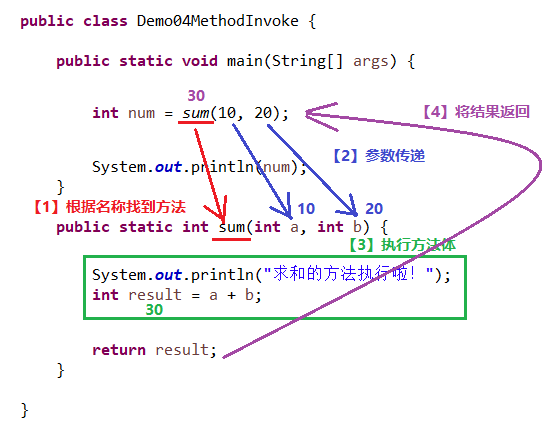 public class Demo04MethodInvoke {
public static void main(String[] args) {
30
int num = sum(10, 20);
【4】将结果返回
【2】参数传递
System.out.println(num);
}
【1】根据名称找到方法
10
20
public static int sum(int a, int b) {
【3】执行方法体
System.out.println("求和的方法执行啦！");
int result = a + b;
30
return result;
}
}